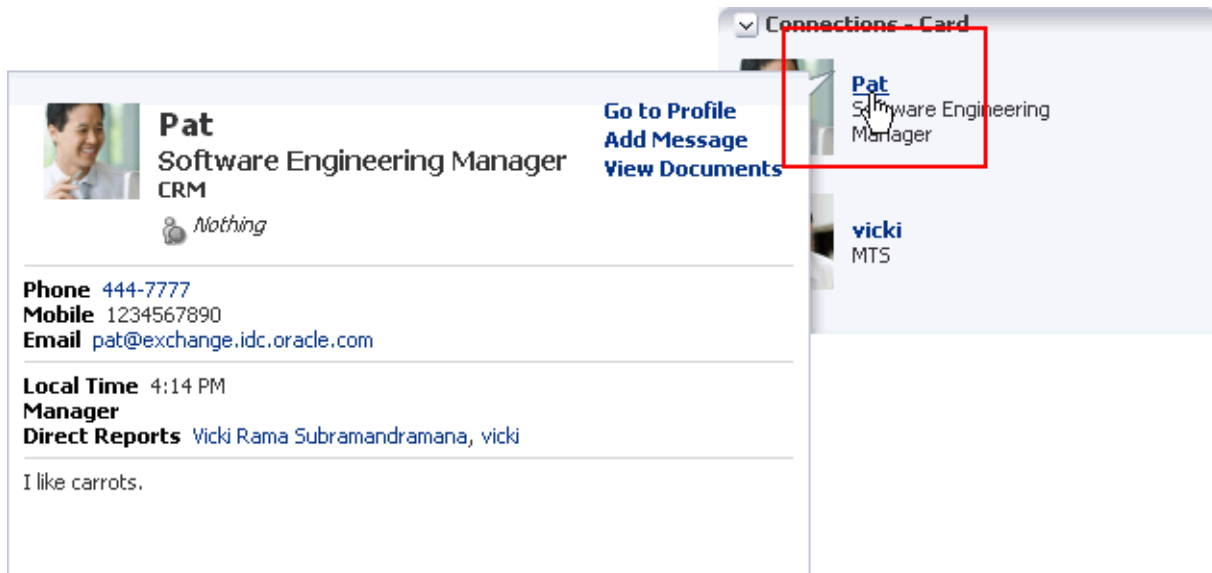 Connections - Card
Pat
Software Engineering
Manager
vicki
MTS
Pat
Software Engineering Manager
CRM
Nothing
Go to Profile
Add Message
View Documents
Phone 444-7777
Mobile 1234567890
Email pat@exchange.idc.oracle.com
Local Time 4:14 PM
Manager
Direct Reports Vicki Rama Subramandramana, vicki
I like carrots.